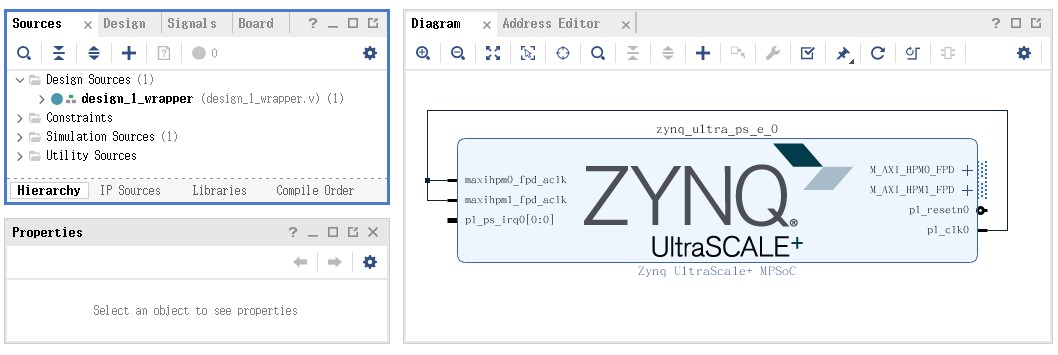 Sources Design Signals Board ?
? 0
Design Sources (1)
design_1_wrapper (design_1_wrapper.v) (1)
Constraints
Simulation Sources (1)
Utility Sources
Hierarchy IP Sources Libraries Compile Order
Properties ?
Select an object to see properties
Diagram Address Editor ?
zynq_ultra_ps_e_0
maxihpm0_fpd_aclk
maxihpm1_fpd_aclk
pl_ps_irq0[0:0]
ZYNQ®
UltraSCALE+
M_AXI_HPM0_FPD
M_AXI_HPM1_FPD
pl_resetn0
pl_clk0
Zynq UltraScale+ MPSoC